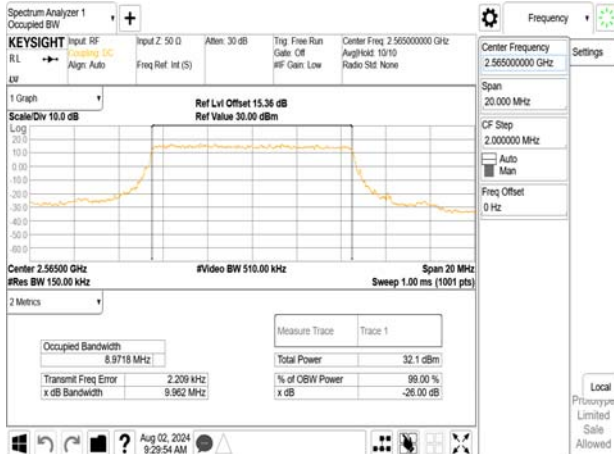 Spectrum Analyzer 1
Occupied BW
+
Frequency
KEYSIGHT
RL
Input: RF
Coupling: DC
Align: Auto
Input Z: 50 Ω
Freq Ref: Int (S)
Atten: 30 dB
Trig: Free Run
Gate: Off
#IF Gain: Low
Center Freq: 2.565000000 GHz
Avg|Hold: 10/10
Radio Std: None
Center Frequency
2.565000000 GHz
Settings
Span
20.000 MHz
CF Step
2.000000 MHz
Auto
Man
Freq Offset
0 Hz
1 Graph
Scale/Div 10.0 dB
Ref Lvl Offset 15.36 dB
Ref Value 30.00 dBm
Log
20.0
10.0
0.00
-10.0
-20.0
-30.0
-40.0
-50.0
-60.0
Center 2.56500 GHz
#Res BW 150.00 kHz
#Video BW 510.00 kHz
Span 20 MHz
Sweep 1.00 ms (1001 pts)
2 Metrics
Measure Trace
Trace 1
Occupied Bandwidth
8.9718 MHz
Total Power
32.1 dBm
Transmit Freq Error
2.209 kHz
% of OBW Power
99.00 %
x dB Bandwidth
9.962 MHz
x dB
-26.00 dB
Local
Prototype
Limited
Sale
Allowed
?
Aug 02, 2024
9:29:54 AM